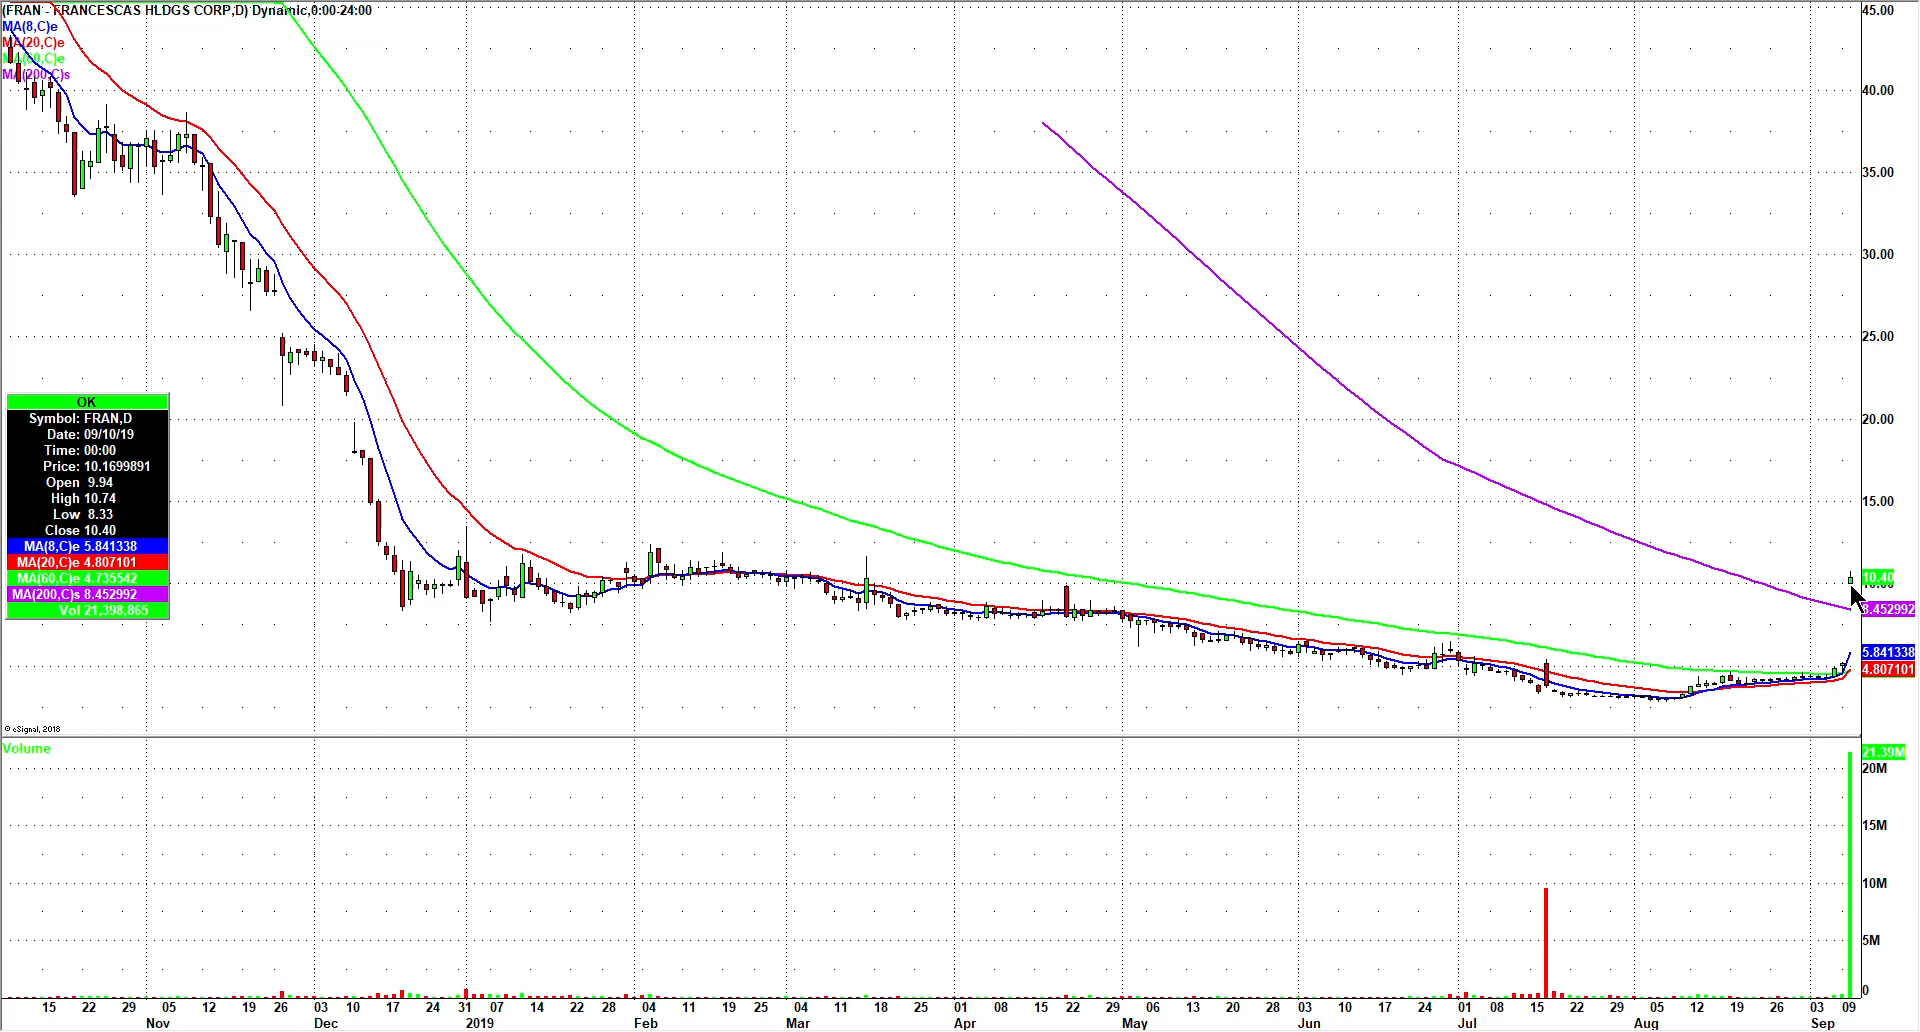 (FRAN - FRANCESCAS HLDGS CORP,D) Dynamic,0:00-24:00
MA(8,C)e
MA(20,C)e
MA(60,C)e
MA(200,C)s
45.00
40.00
35.00
30.00
25.00
20.00
15.00
10.40
8.452992
5.841338
4.807101
OK
Symbol: FRAN,D
Date: 09/10/19
Time: 00:00
Price: 10.1699891
Open 9.94
High 10.74
Low 8.33
Close 10.40
MA(8,C)e 5.841338
MA(20,C)e 4.807101
MA(60,C)e 4.735542
MA(200,C)s 8.452992
Vol 21,398,865
© eSignal, 2018
Volume
21.39M
20M
15M
10M
5M
0
15 22 29 05 12 19 26 03 10 17 24 31 07 14 22 28 04 11 19 25 04 11 18 25 01 08 15 22 29 06 13 20 28 03 10 17 24 01 08 15 22 29 05 12 19 26 03 09
Nov Dec 2019 Feb Mar Apr May Jun Jul Aug Sep